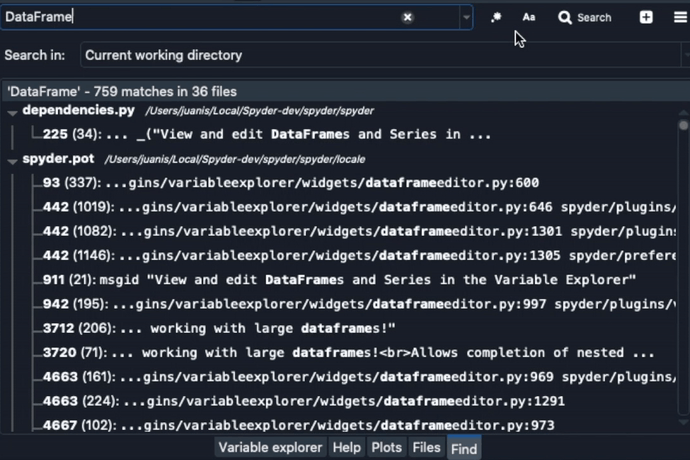 DataFrame
Aa Search
Search in: Current working directory
'DataFrame' - 759 matches in 36 files
dependencies.py /Users/juanis/Local/Spyder-dev/spyder/spyder
225 (34): ... _("View and edit DataFrames and Series in ...
spyder.pot /Users/juanis/Local/Spyder-dev/spyder/spyder/locale
93 (337): ...gins/variableexplorer/widgets/dataframeeditor.py:600
442 (1019): ...gins/variableexplorer/widgets/dataframeeditor.py:646 spyder/plugins/
442 (1082): ...gins/variableexplorer/widgets/dataframeeditor.py:1301 spyder/plugins
442 (1146): ...gins/variableexplorer/widgets/dataframeeditor.py:1305 spyder/prefere
911 (21): msgid "View and edit DataFrames and Series in the Variable Explorer"
942 (195): ...gins/variableexplorer/widgets/dataframeeditor.py:997 spyder/plugins/v
3712 (206): ... working with large dataframes!"
3720 (71): ... working with large dataframes!<br>Allows completion of nested ...
4663 (161): ...gins/variableexplorer/widgets/dataframeeditor.py:969 spyder/plugins/
4663 (224): ...gins/variableexplorer/widgets/dataframeeditor.py:1291
4667 (102): ...gins/variableexplorer/widgets/dataframeeditor.py:973
Variable explorer Help Plots Files Find